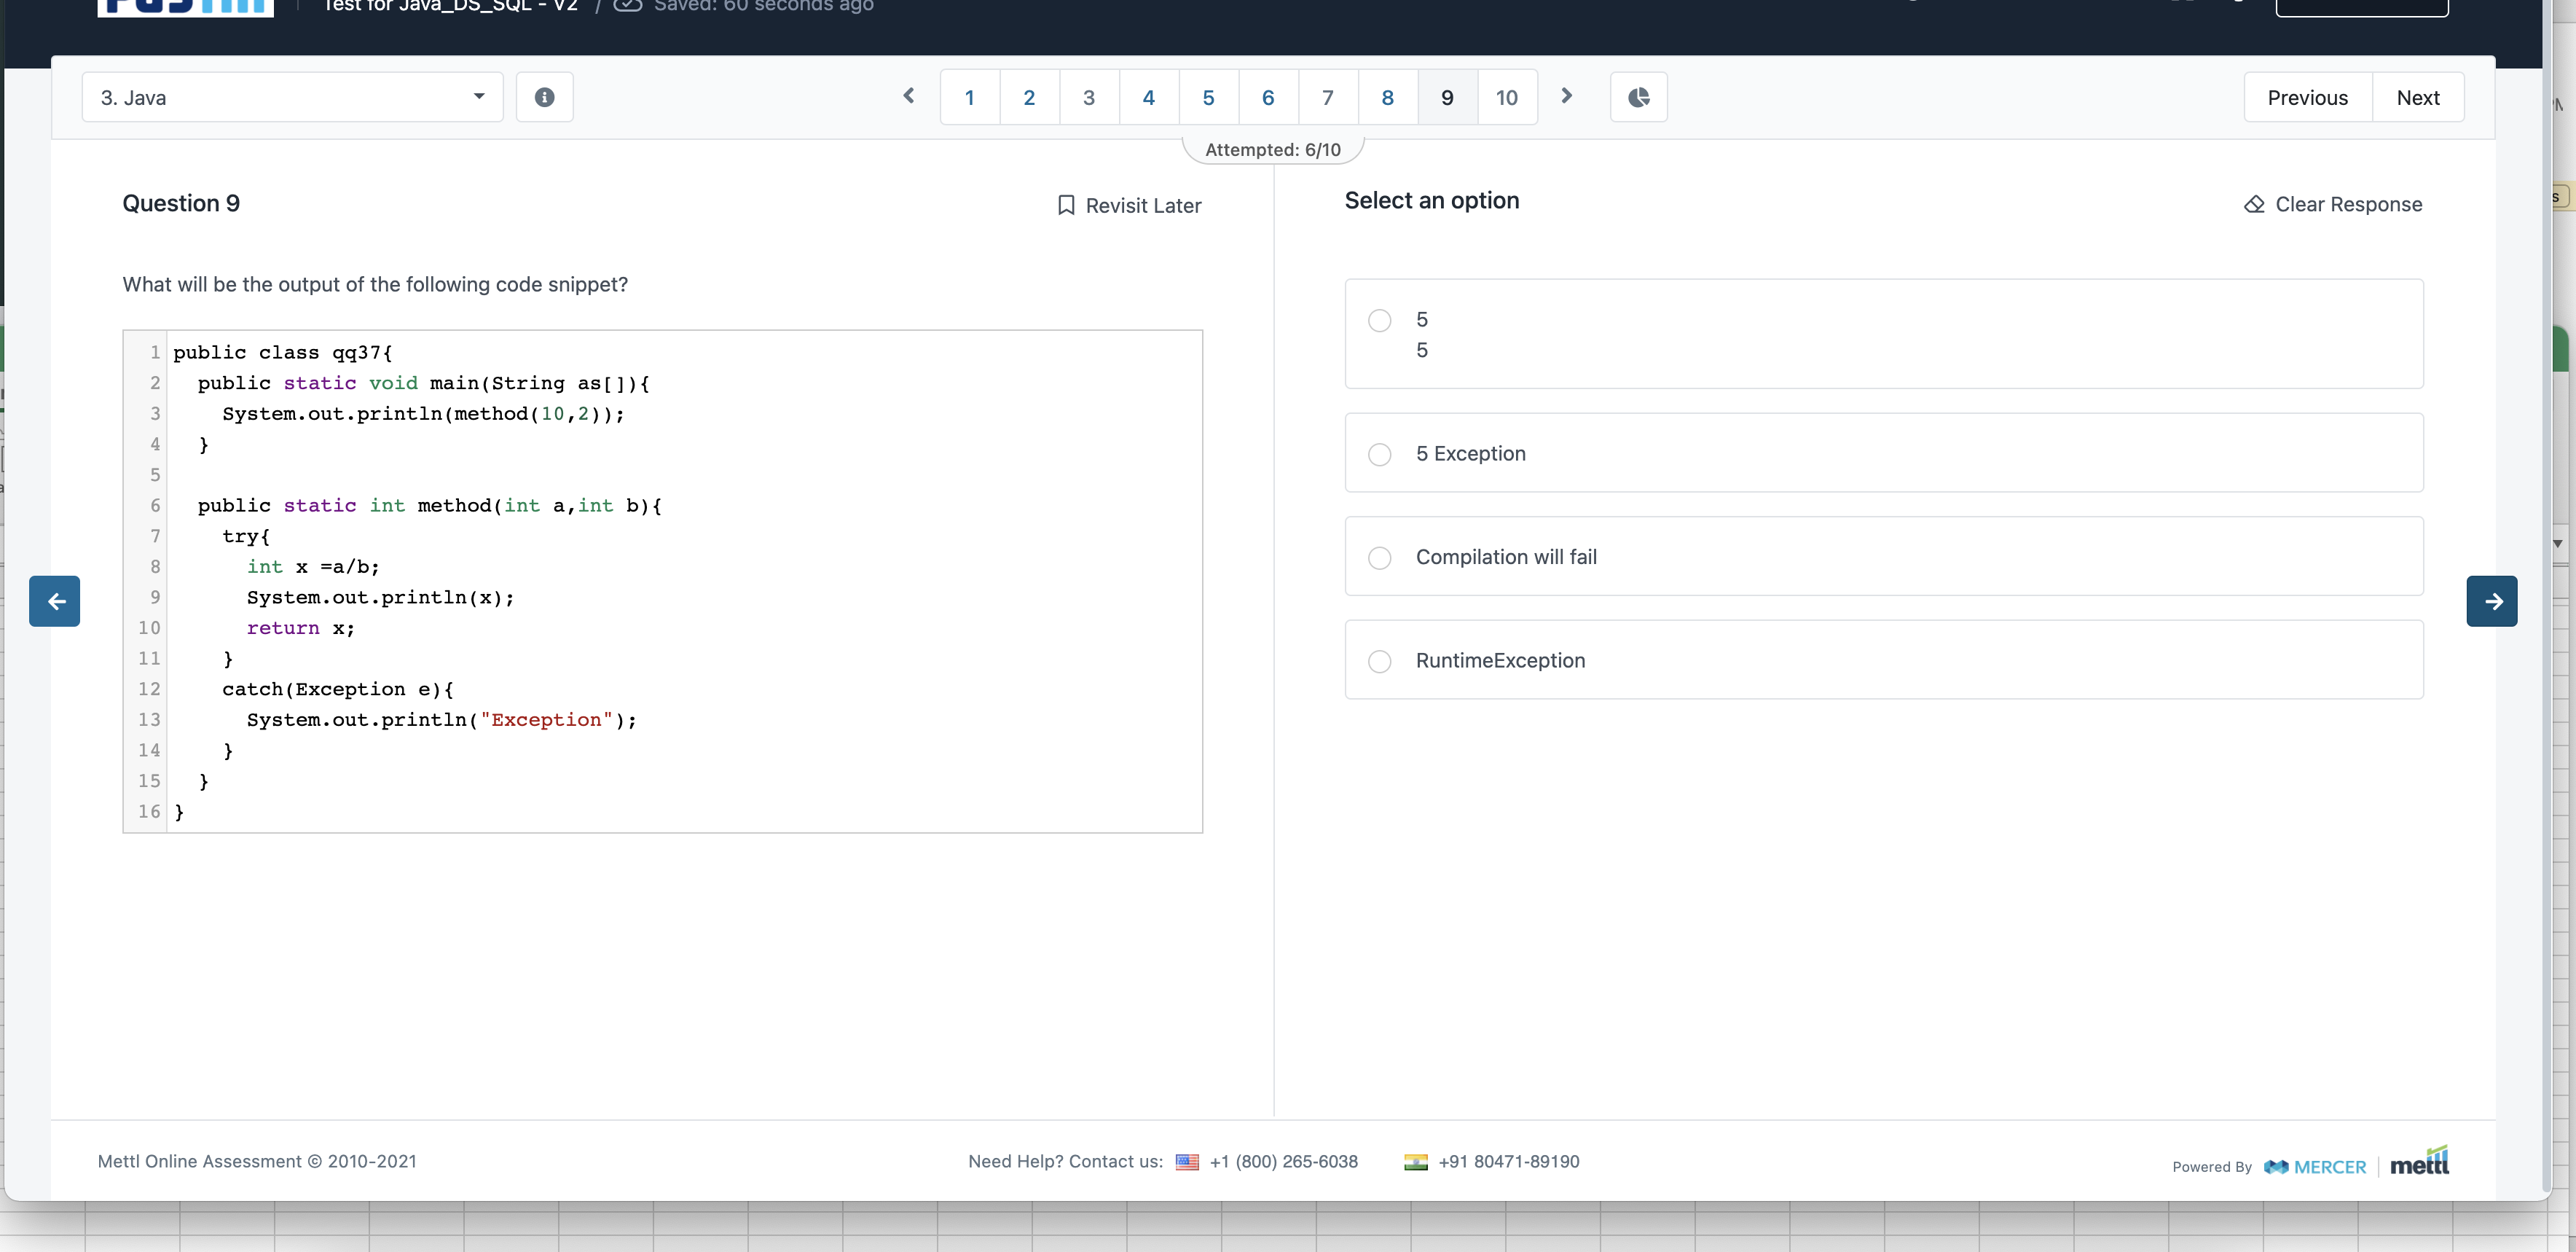 Test for Java_DS_SQL - V2 / Saved: 60 seconds ago
3. Java
1 2 3 4 5 6 7 8 9 10
Previous Next
Attempted: 6/10
Question 9
Revisit Later
What will be the output of the following code snippet?
1 public class qq37{
2 public static void main(String as[]){
3 System.out.println(method(10,2));
4 }
5
6 public static int method(int a,int b){
7 try{
8 int x =a/b;
9 System.out.println(x);
10 return x;
11 }
12 catch(Exception e){
13 System.out.println("Exception");
14 }
15 }
16 }
Select an option
Clear Response
5
5
5 Exception
Compilation will fail
RuntimeException
Mettl Online Assessment © 2010-2021
Need Help? Contact us: +1 (800) 265-6038 +91 80471-89190
Powered By MERCER | mettl